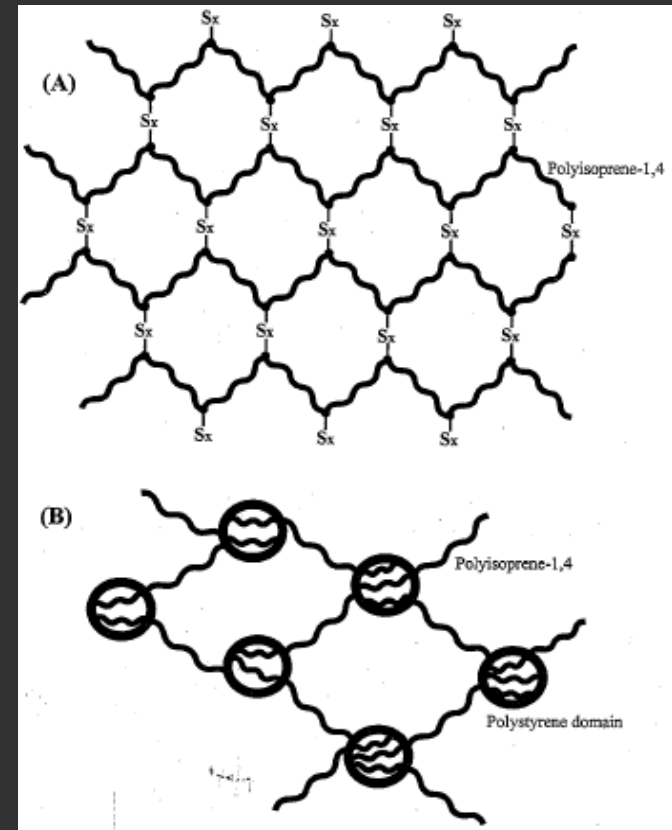 Sx Sx Sx
(A)
Sx Sx Sx Sx
Polyisoprene-1,4
Sx Sx Sx Sx Sx
Sx Sx Sx Sx
Sx Sx Sx
(B)
Polyisoprene-1,4
Polystyrene domain